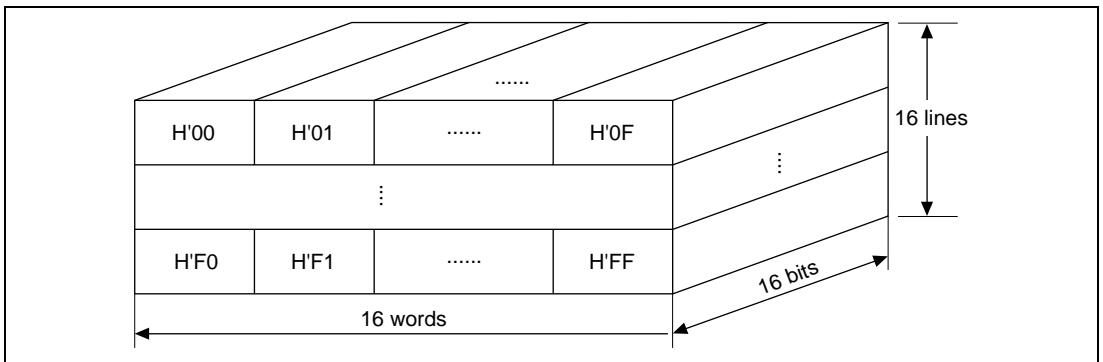 ......
H'00 H'01 ...... H'0F
16 lines
......
......
H'F0 H'F1 ...... H'FF
16 bits
16 words